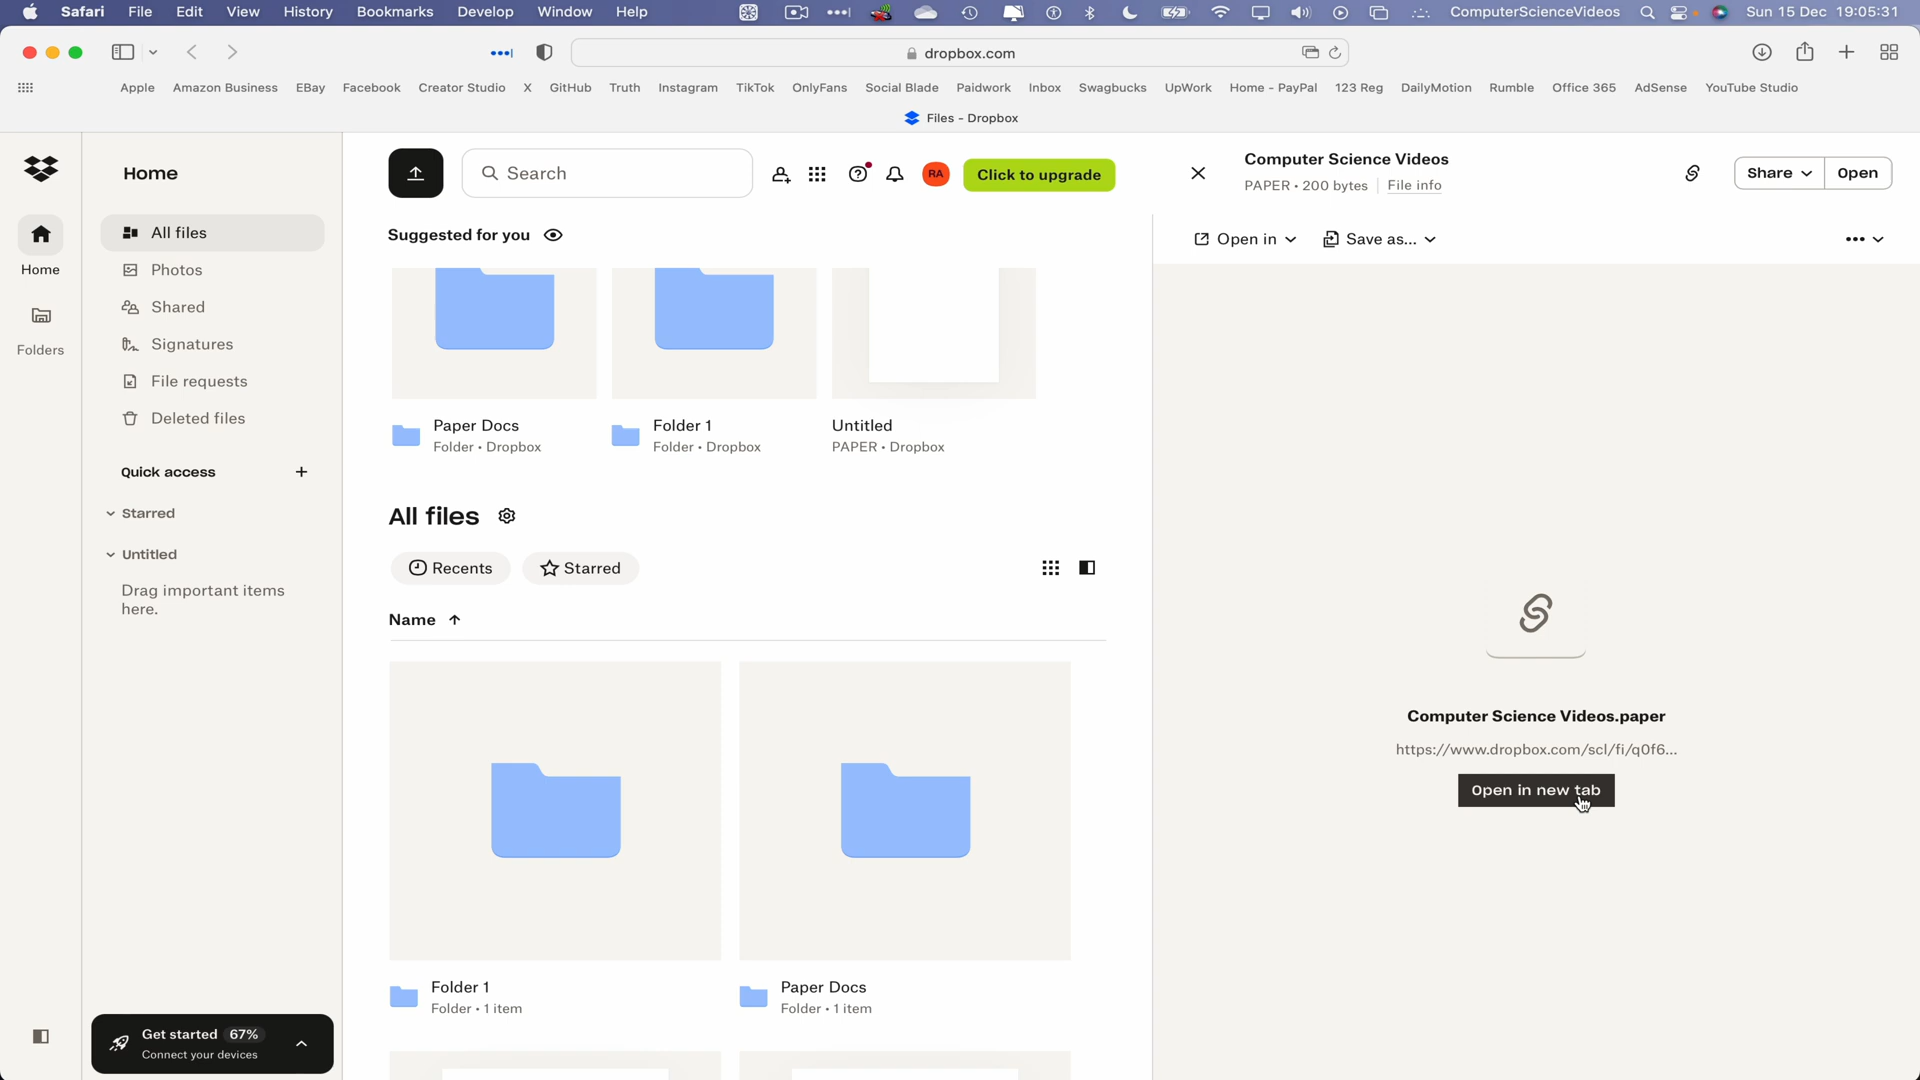 Safari File Edit View History Bookmarks Develop Window Help ComputerScienceVideos Sun 15 Dec 19:05:31
dropbox.com
Apple Amazon Business EBay Facebook Creator Studio X GitHub Truth Instagram TikTok OnlyFans Social Blade Paidwork Inbox Swagbucks UpWork Home - PayPal 123 Reg DailyMotion Rumble Office 365 AdSense YouTube Studio
Files - Dropbox
Home
Search
RA
Click to upgrade
Computer Science Videos
PAPER • 200 bytes File info
Share
Open
All files
Photos
Shared
Signatures
File requests
Deleted files
Home
Folders
Quick access +
Starred
Untitled
Drag important items
here.
Get started 67%
Connect your devices
Suggested for you
Paper Docs
Folder • Dropbox
Folder 1
Folder • Dropbox
Untitled
PAPER • Dropbox
All files
Recents
Starred
Name
Folder 1
Folder • 1 item
Paper Docs
Folder • 1 item
Open in
Save as...
Computer Science Videos.paper
https://www.dropbox.com/scl/fi/q0f6...
Open in new tab